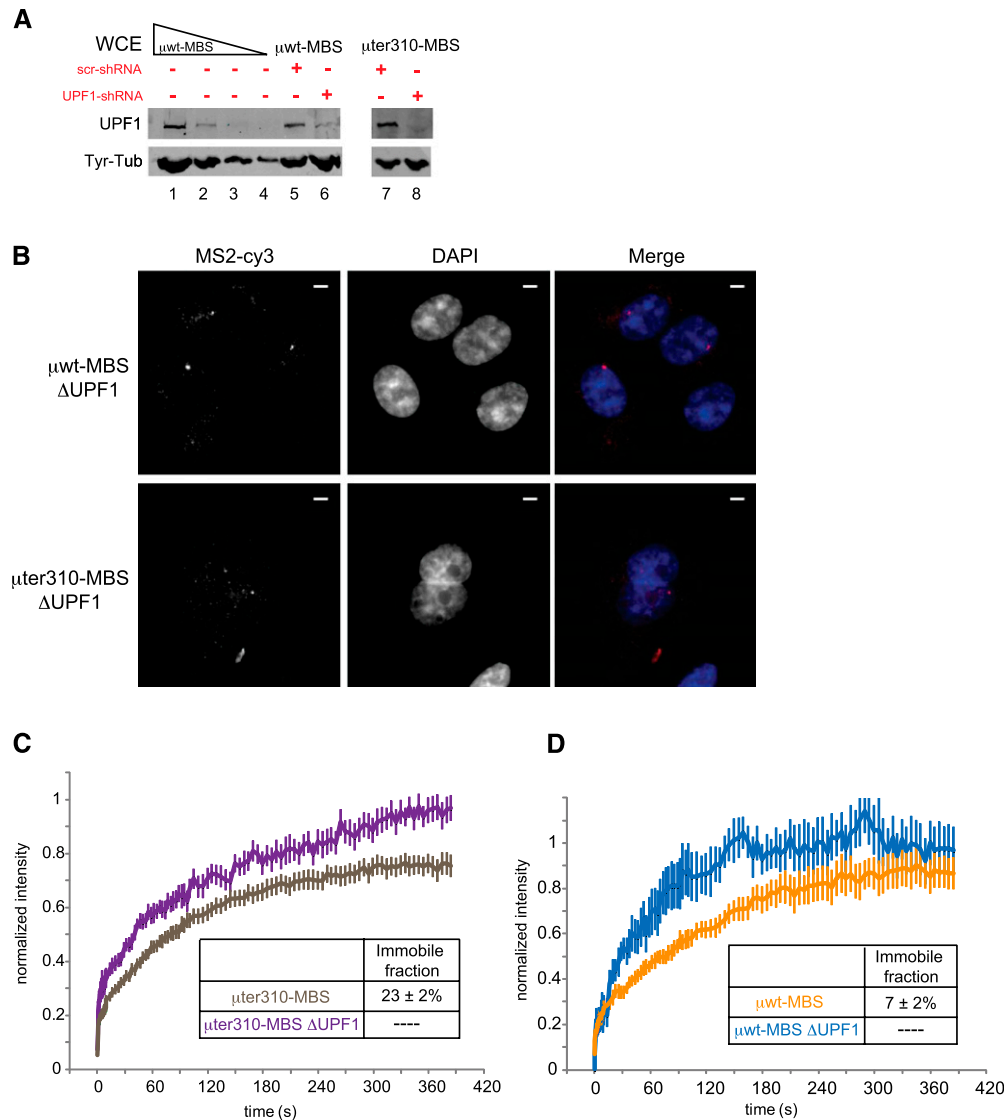 A
WCE
μwt-MBS
μwt-MBS
μter310-MBS
scr-shRNA - - - - + - + -
UPF1-shRNA - - - - - + - +
UPF1
Tyr-Tub
1 2 3 4 5 6 7 8
B
MS2-cy3 DAPI Merge
μwt-MBS
ΔUPF1
μter310-MBS
ΔUPF1
C
normalized intensity
1
0.8
0.6
0.4
0.2
0
0 60 120 180 240 300 360 420
time (s)
Immobile
fraction
μter310-MBS 23 ± 2%
μter310-MBS ΔUPF1 ----
D
normalized intensity
1
0.8
0.6
0.4
0.2
0
0 60 120 180 240 300 360 420
time (s)
Immobile
fraction
μwt-MBS 7 ± 2%
μwt-MBS ΔUPF1 ----